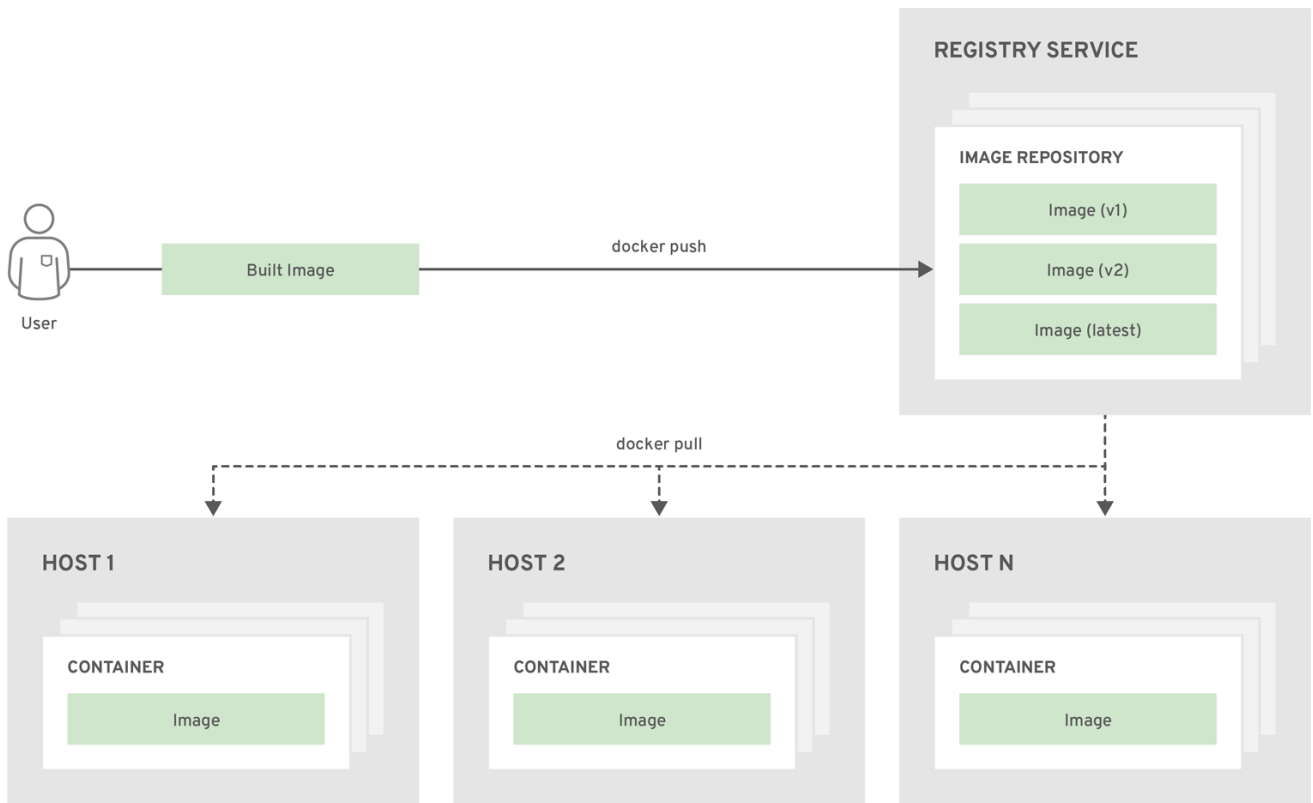 REGISTRY SERVICE
IMAGE REPOSITORY
Image (v1)
Image (v2)
Image (latest)
docker push
Built Image
User
docker pull
HOST 1
CONTAINER
Image
HOST 2
CONTAINER
Image
HOST N
CONTAINER
Image